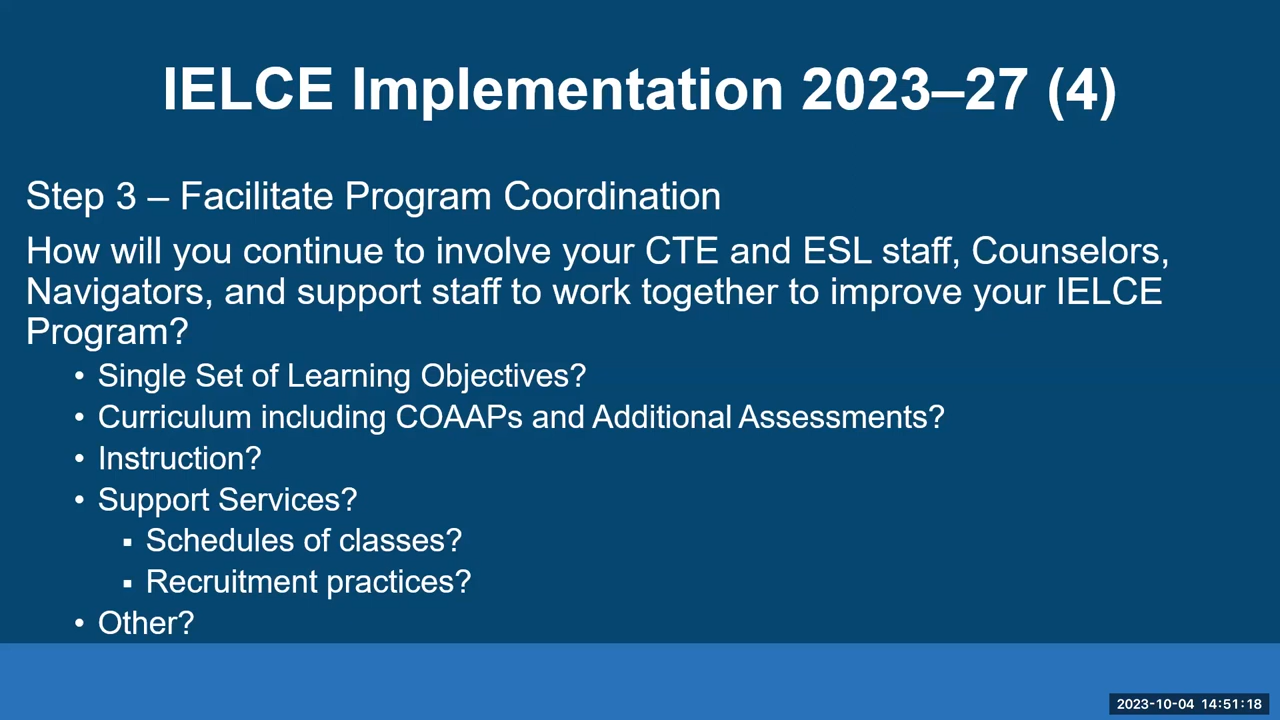 IELCE Implementation 2023–27 (4)
Step 3 – Facilitate Program Coordination
How will you continue to involve your CTE and ESL staff, Counselors,
Navigators, and support staff to work together to improve your IELCE
Program?
• Single Set of Learning Objectives?
• Curriculum including COAAPs and Additional Assessments?
• Instruction?
• Support Services?
▪ Schedules of classes?
▪ Recruitment practices?
• Other?
2023-10-04 14:51:18